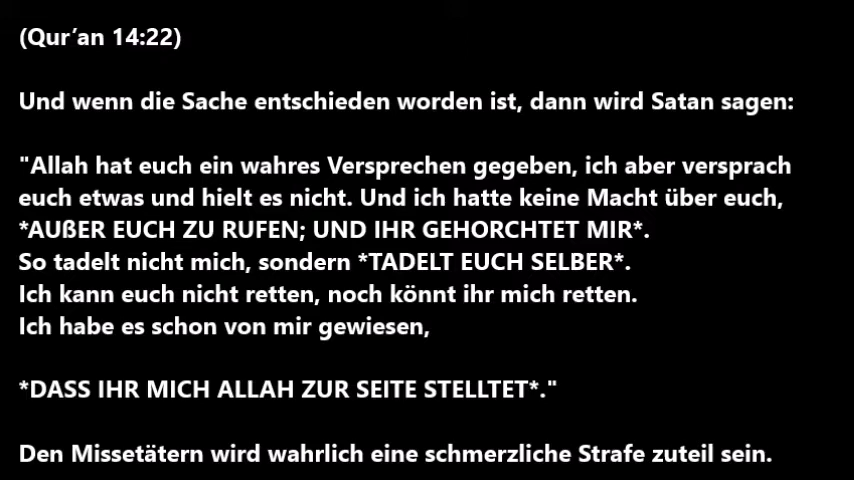 (Qur’an 14:22)
Und wenn die Sache entschieden worden ist, dann wird Satan sagen:
"Allah hat euch ein wahres Versprechen gegeben, ich aber versprach
euch etwas und hielt es nicht. Und ich hatte keine Macht über euch,
*AUßER EUCH ZU RUFEN; UND IHR GEHORCHTET MIR*.
So tadelt nicht mich, sondern *TADELT EUCH SELBER*.
Ich kann euch nicht retten, noch könnt ihr mich retten.
Ich habe es schon von mir gewiesen,
*DASS IHR MICH ALLAH ZUR SEITE STELLTET*."
Den Missetätern wird wahrlich eine schmerzliche Strafe zuteil sein.